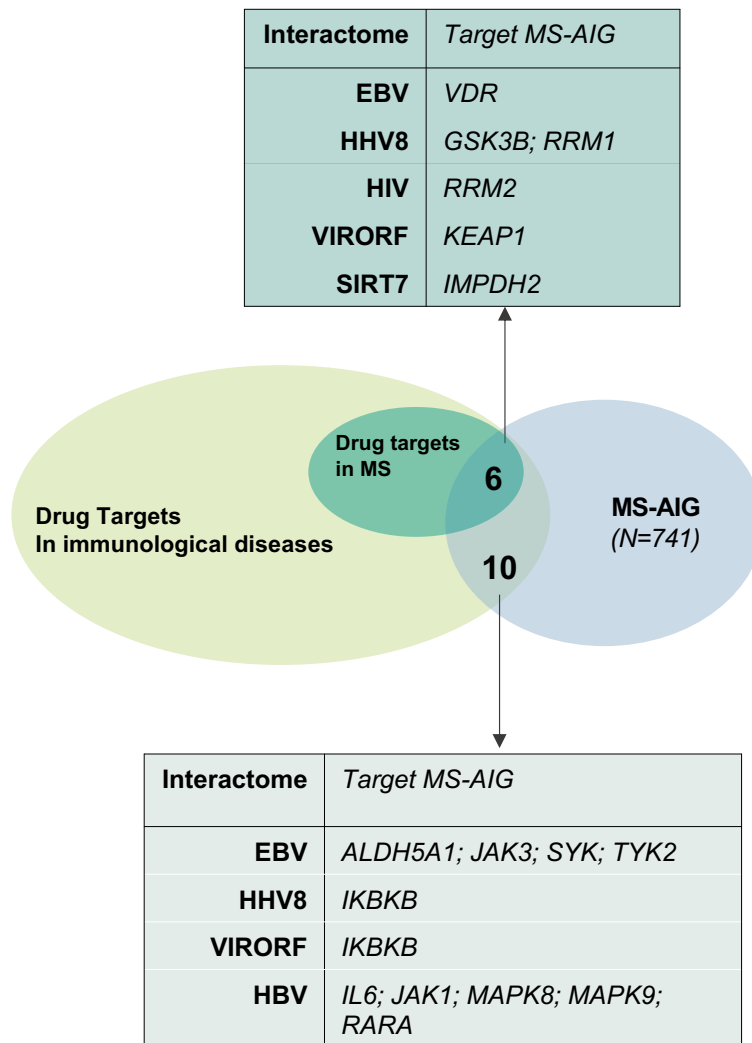 Interactome Target MS-AIG
EBV VDR
HHV8 GSK3B; RRM1
HIV RRM2
VIRORF KEAP1
SIRT7 IMPDH2
Drug targets
in MS
6
Drug Targets
In immunological diseases
MS-AIG
(N=741)
10
Interactome Target MS-AIG
EBV ALDH5A1; JAK3; SYK; TYK2
HHV8 IKBKB
VIRORF IKBKB
HBV IL6; JAK1; MAPK8; MAPK9;
RARA